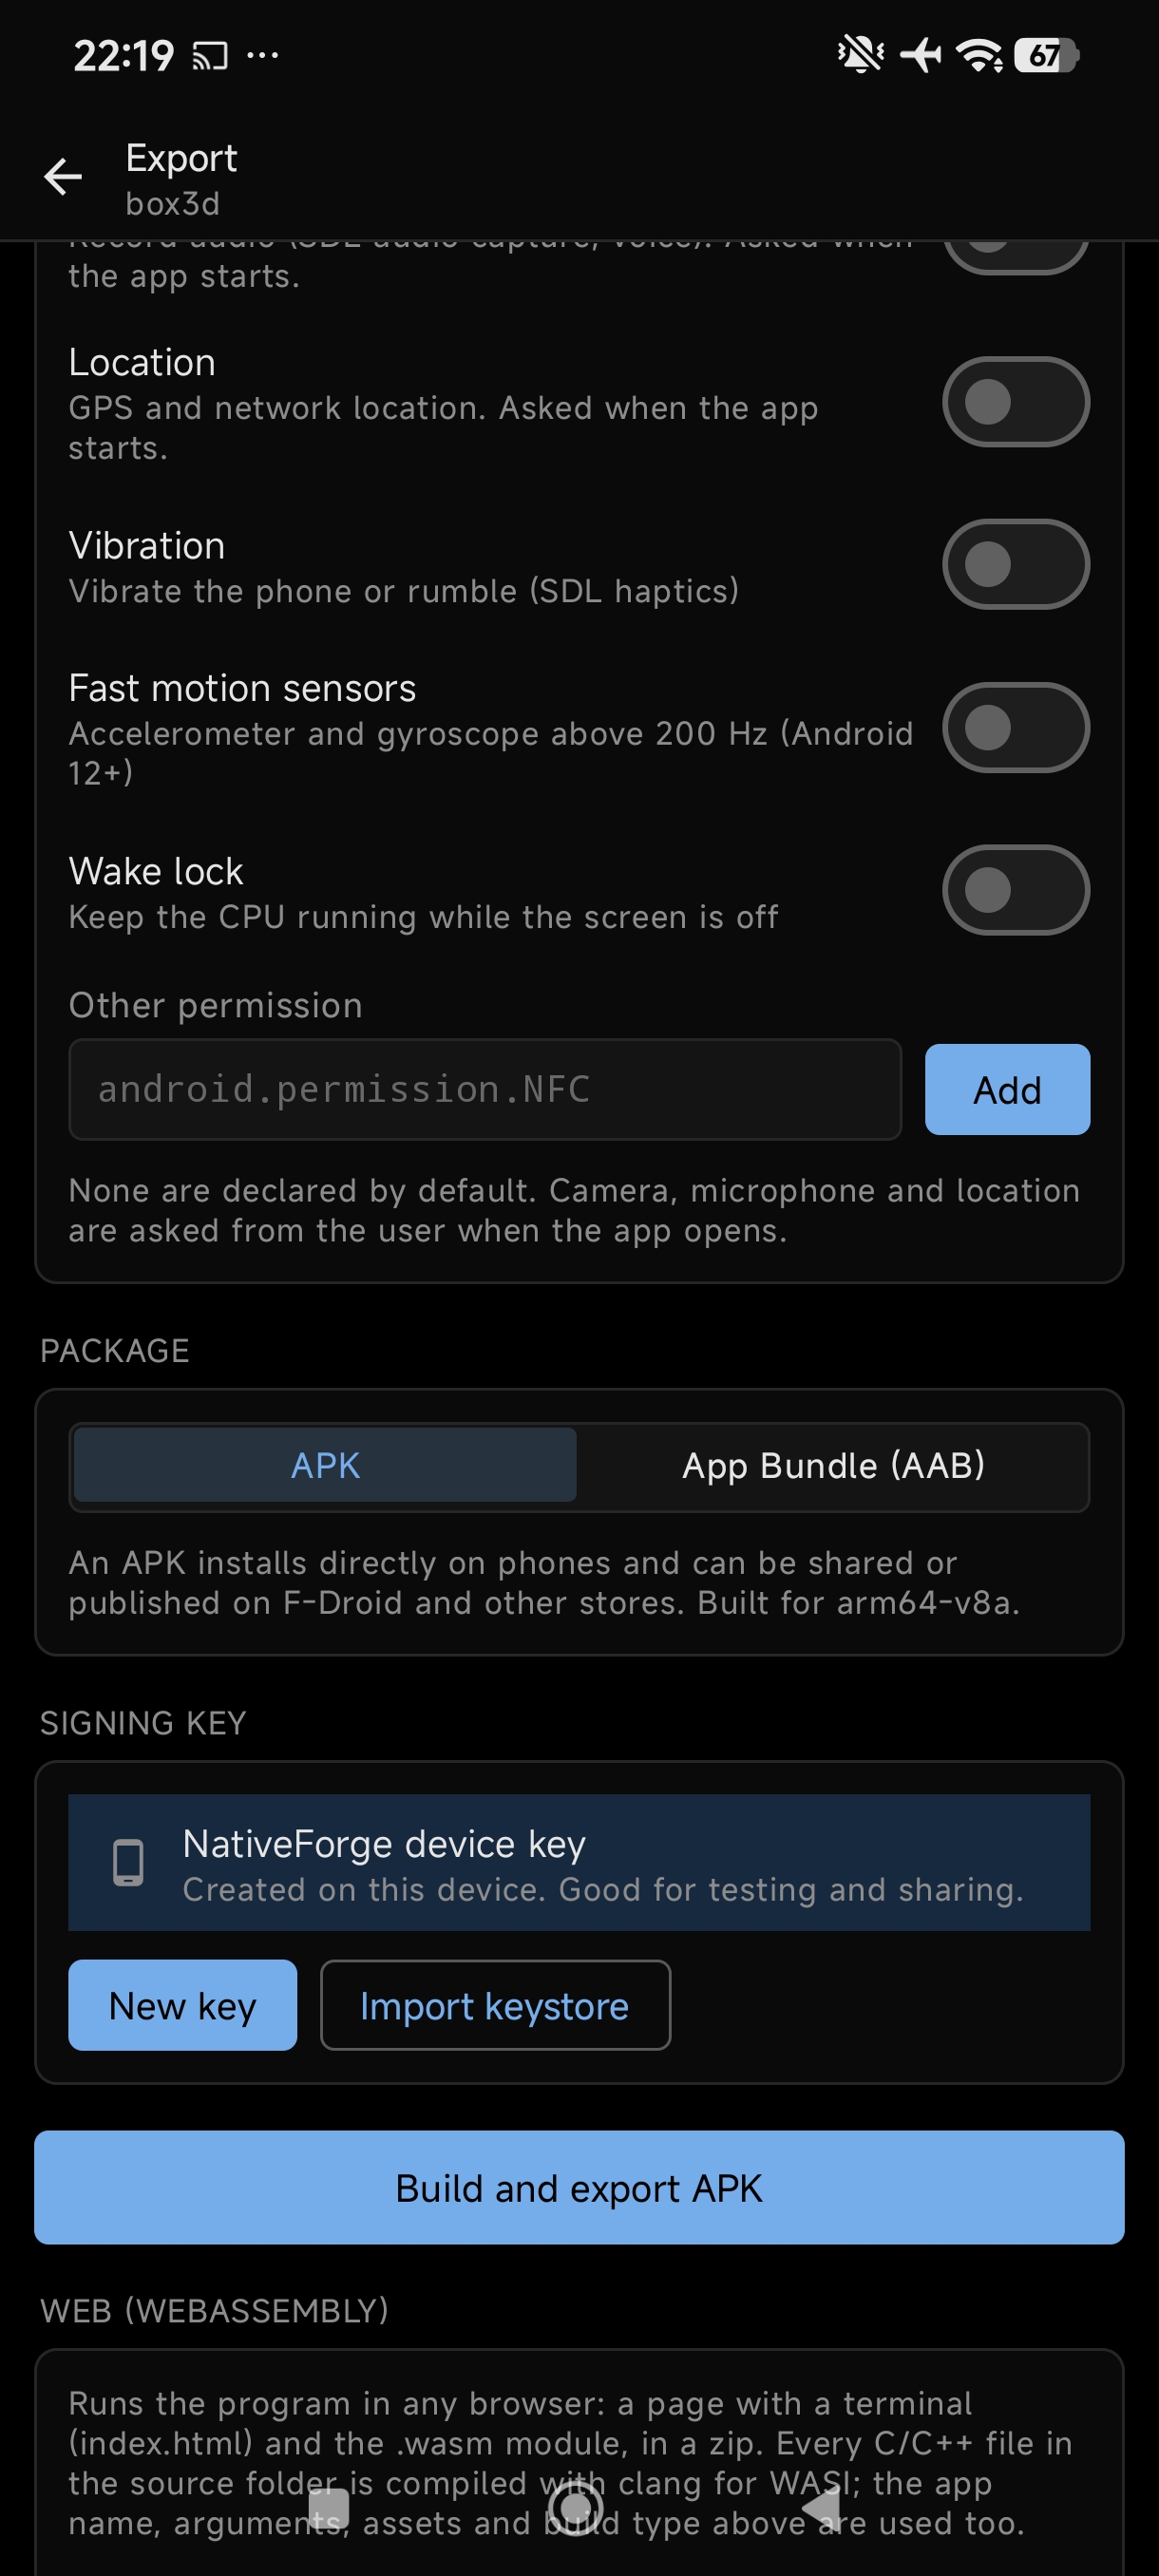 22:19
67
Export
box3d
Record audio (SDL audio capture, voice). Asked when
the app starts.
Location
GPS and network location. Asked when the app
starts.
Vibration
Vibrate the phone or rumble (SDL haptics)
Fast motion sensors
Accelerometer and gyroscope above 200 Hz (Android
12+)
Wake lock
Keep the CPU running while the screen is off
Other permission
android.permission.NFC
Add
None are declared by default. Camera, microphone and location
are asked from the user when the app opens.
PACKAGE
APK
App Bundle (AAB)
An APK installs directly on phones and can be shared or
published on F-Droid and other stores. Built for arm64-v8a.
SIGNING KEY
NativeForge device key
Created on this device. Good for testing and sharing.
New key
Import keystore
Build and export APK
WEB (WEBASSEMBLY)
Runs the program in any browser: a page with a terminal
(index.html) and the .wasm module, in a zip. Every C/C++ file in
the source folder is compiled with clang for WASI; the app
name, arguments, assets and build type above are used too.